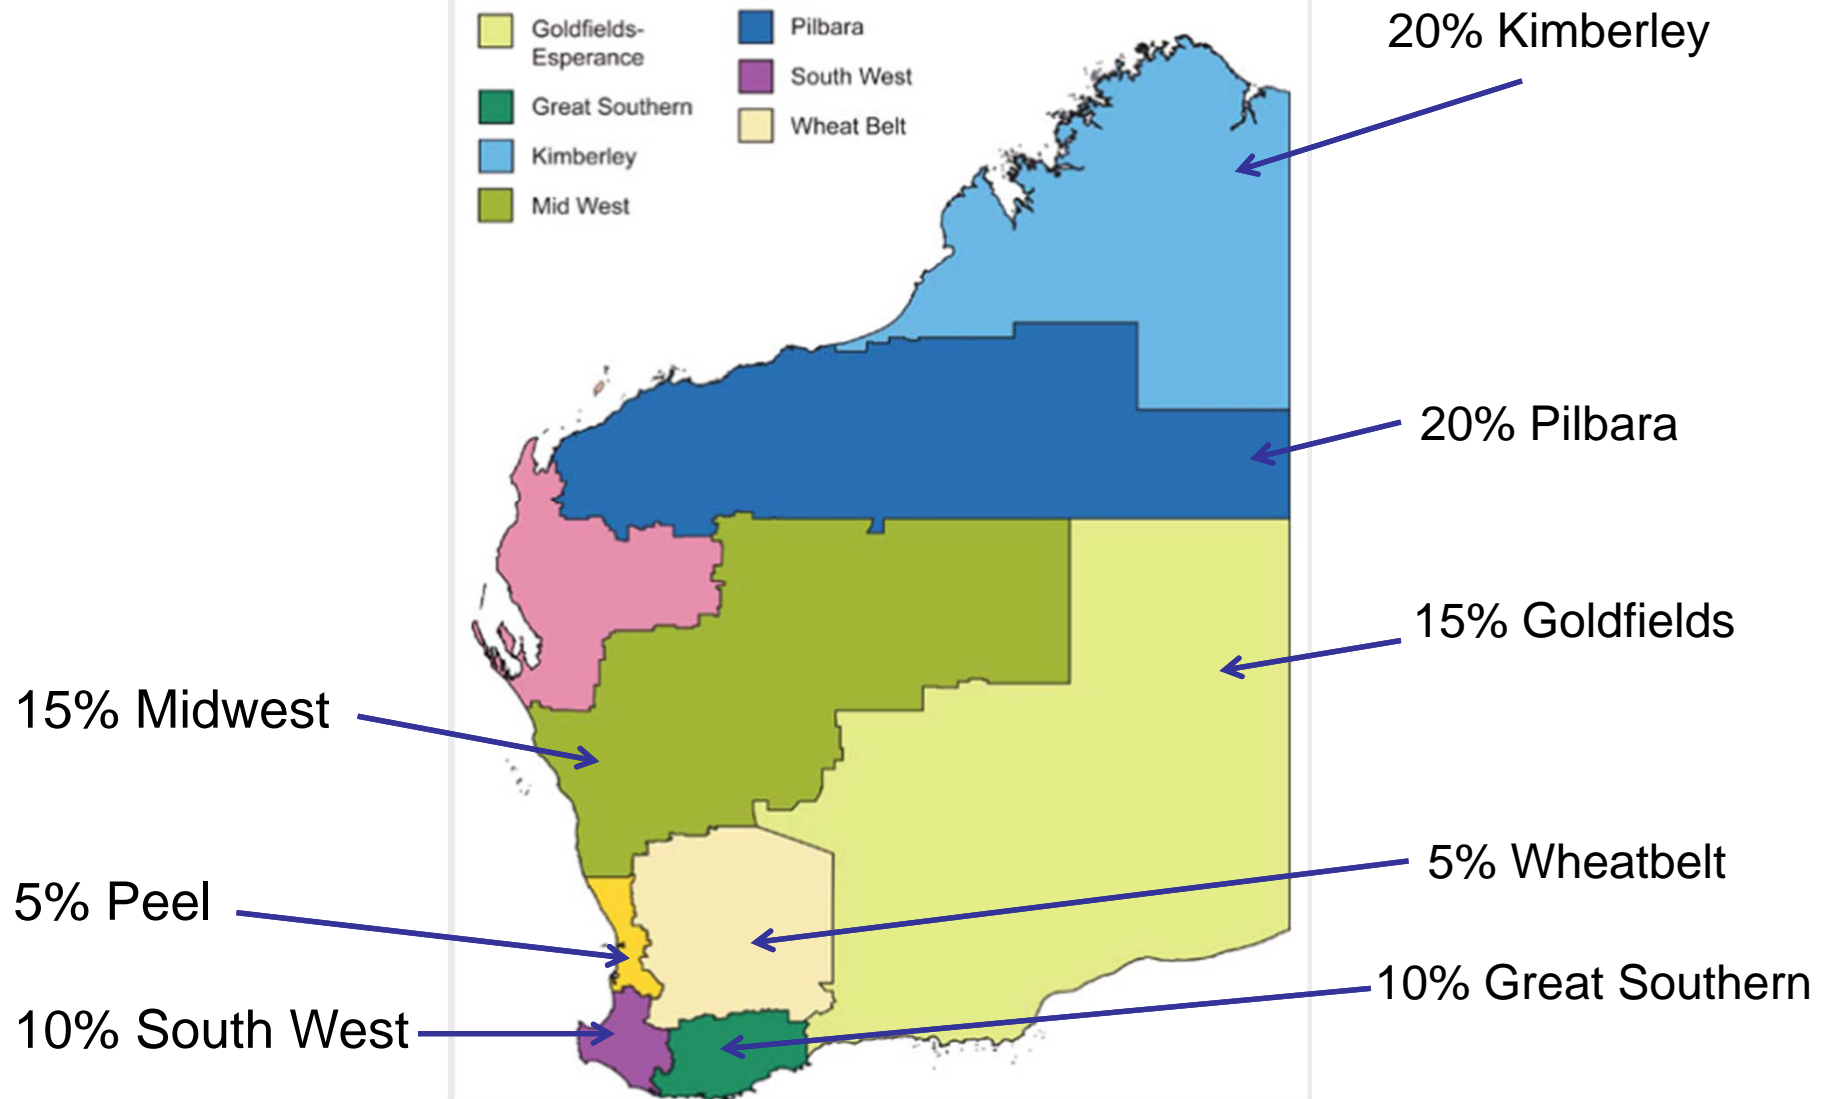 Goldfields-
Esperance
Great Southern
Kimberley
Mid West
Pilbara
South West
Wheat Belt
20% Kimberley
20% Pilbara
15% Goldfields
15% Midwest
5% Wheatbelt
5% Peel
10% Great Southern
10% South West